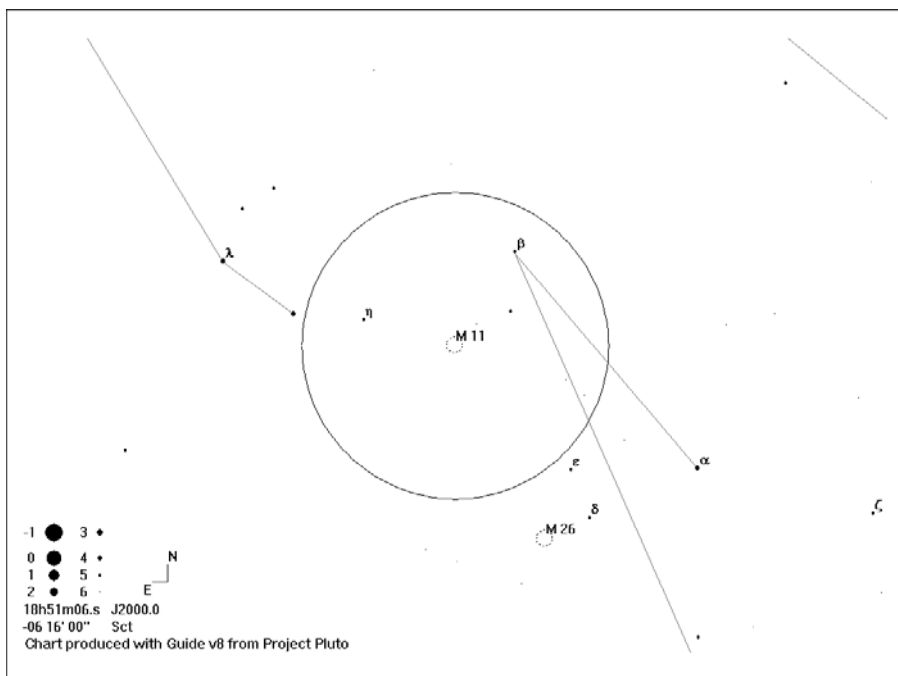 β
λ
η
M 11
ε
α
δ
ζ
M 26
-1 3
0 4
1 5
2 6
N
E
18h51m06.s J2000.0
-06 16' 00" Sct
Chart produced with Guide v8 from Project Pluto